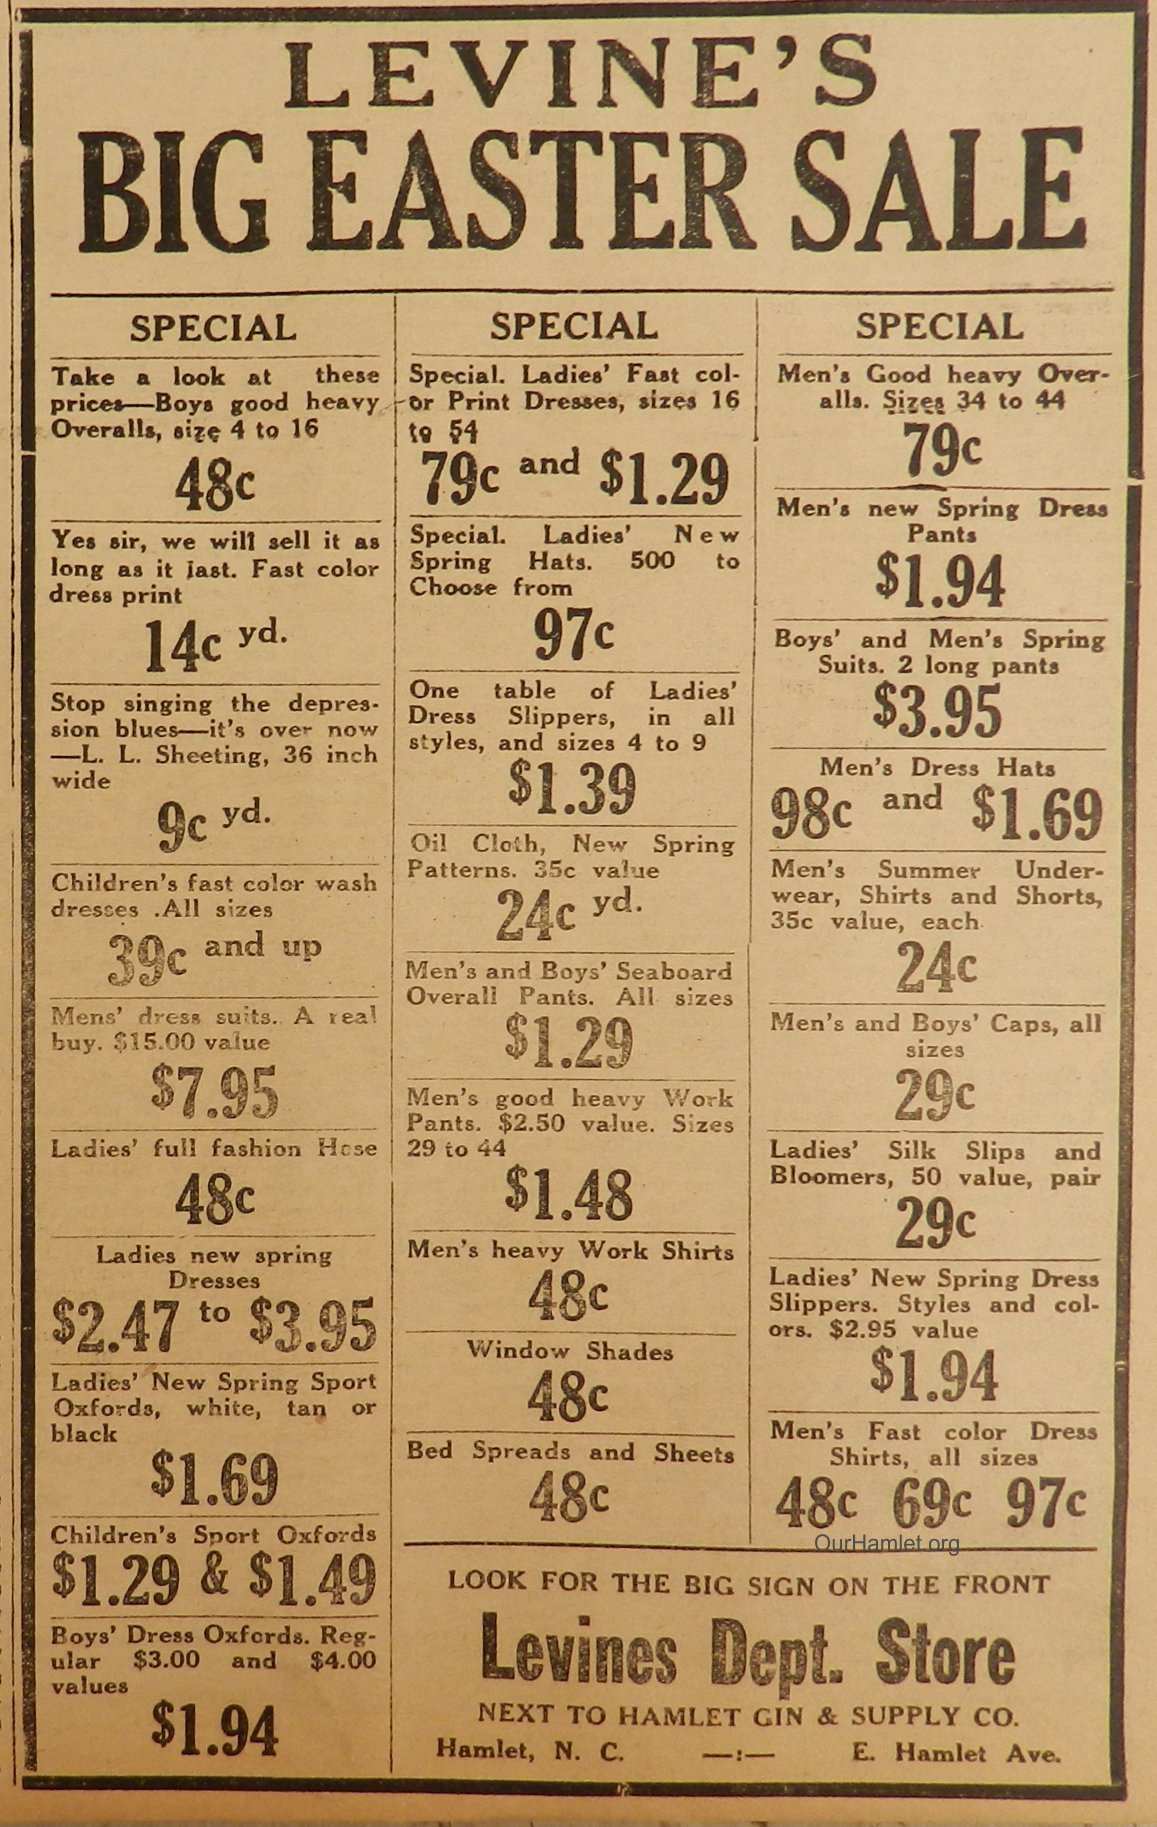 LEVINE'S
BIG EASTER SALE
SPECIAL
Take a look at these
prices—Boys good heavy
Overalls, size 4 to 16
48c
Yes sir, we will sell it as
long as it last. Fast color
dress print
14c yd.
Stop singing the depres-
sion blues—it's over now
—L. L. Sheeting, 36 inch
wide
9c yd.
Children's fast color wash
dresses .All sizes
39c and up
Mens' dress suits. A real
buy. $15.00 value
$7.95
Ladies' full fashion Hose
48c
Ladies new spring
Dresses
$2.47 to $3.95
Ladies' New Spring Sport
Oxfords, white, tan or
black
$1.69
Children's Sport Oxfords
$1.29 & $1.49
Boys' Dress Oxfords. Reg-
ular $3.00 and $4.00
values
$1.94
SPECIAL
Special. Ladies' Fast col-
or Print Dresses, sizes 16
to 54
79c and $1.29
Special. Ladies' New
Spring Hats. 500 to
Choose from
97c
One table of Ladies'
Dress Slippers, in all
styles, and sizes 4 to 9
$1.39
Oil Cloth, New Spring
Patterns. 35c value
24c yd.
Men's and Boys' Seaboard
Overall Pants. All sizes
$1.29
Men's good heavy Work
Pants. $2.50 value. Sizes
29 to 44
$1.48
Men's heavy Work Shirts
48c
Window Shades
48c
Bed Spreads and Sheets
48c
SPECIAL
Men's Good heavy Over-
alls. Sizes 34 to 44
79c
Men's new Spring Dress
Pants
$1.94
Boys' and Men's Spring
Suits. 2 long pants
$3.95
Men's Dress Hats
98c and $1.69
Men's Summer Under-
wear, Shirts and Shorts,
35c value, each
24c
Men's and Boys' Caps, all
sizes
29c
Ladies' Silk Slips and
Bloomers, 50 value, pair
29c
Ladies' New Spring Dress
Slippers. Styles and col-
ors. $2.95 value
$1.94
Men's Fast color Dress
Shirts, all sizes
48c 69c 97c
OurHamlet.org
LOOK FOR THE BIG SIGN ON THE FRONT
Levines Dept. Store
NEXT TO HAMLET GIN & SUPPLY CO.
Hamlet, N. C. —:— E. Hamlet Ave.